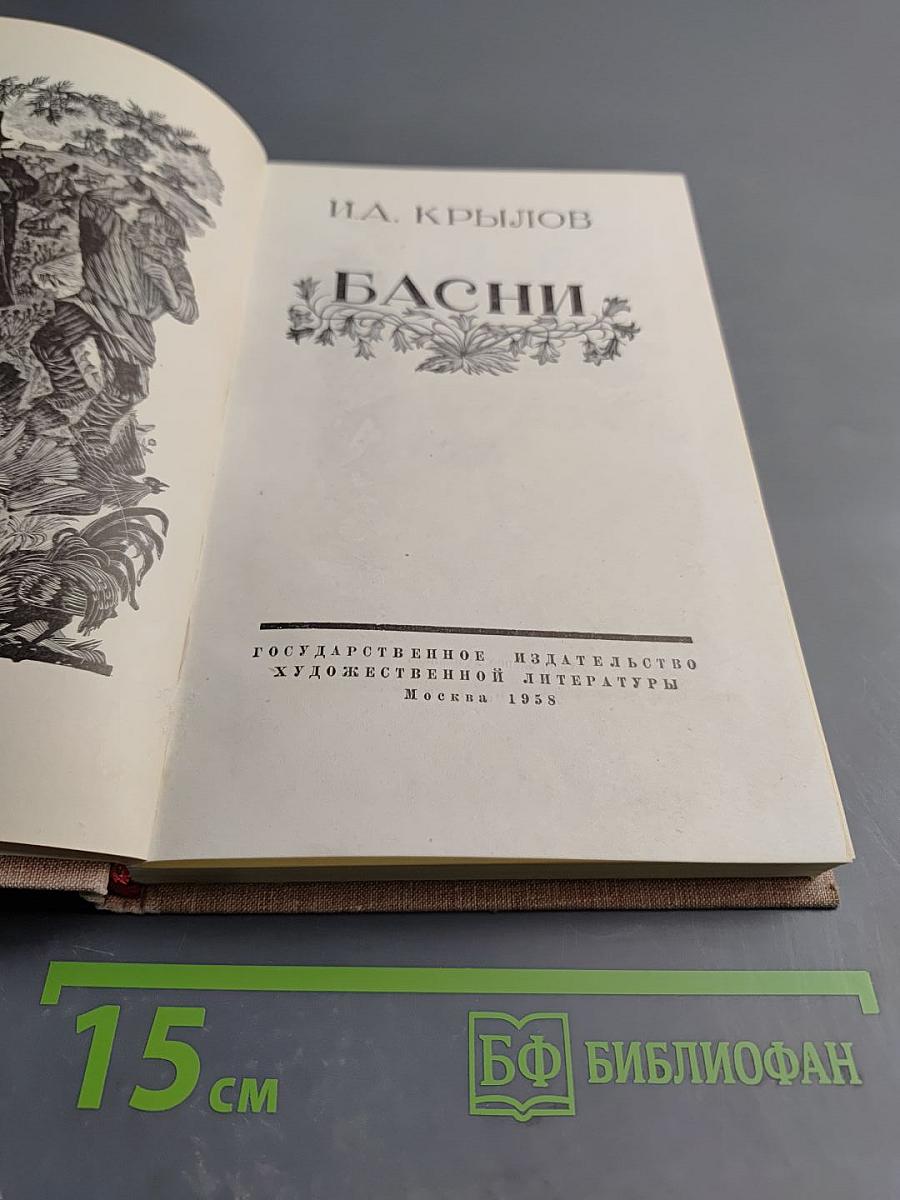 И.А. КРЫЛОВ
БАСНИ
ГОСУДАРСТВЕННОЕ ИЗДАТЕЛЬСТВО
ХУДОЖЕСТВЕННОЙ ЛИТЕРАТУРЫ
Москва 1958
15 см
БФ БИБЛИОФАН